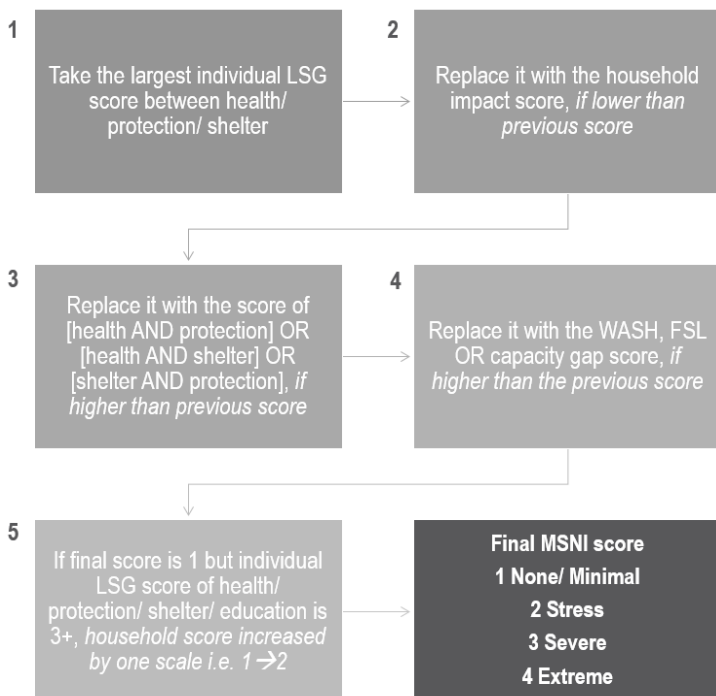 1
Take the largest individual LSG
score between health/
protection/ shelter
2
Replace it with the household
impact score, if lower than
previous score
3
Replace it with the score of
[health AND protection] OR
[health AND shelter] OR
[shelter AND protection], if
higher than previous score
4
Replace it with the WASH, FSL
OR capacity gap score, if
higher than the previous score
5
If final score is 1 but individual
LSG score of health/
protection/ shelter/ education is
3+, household score increased
by one scale i.e. 1→2
Final MSNI score
1 None/ Minimal
2 Stress
3 Severe
4 Extreme